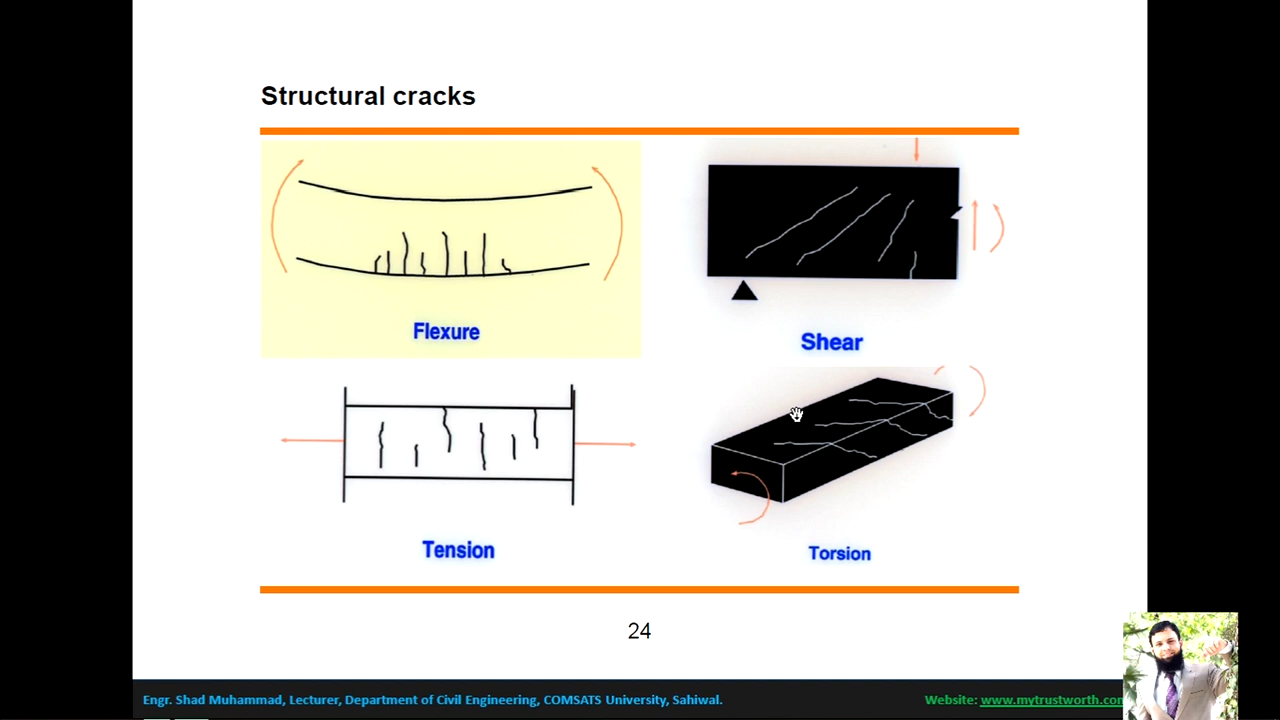 Structural cracks
Flexure
Shear
Tension
Torsion
24
Engr. Shad Muhammad, Lecturer, Department of Civil Engineering, COMSATS University, Sahiwal.
Website: www.mytrustworth.com